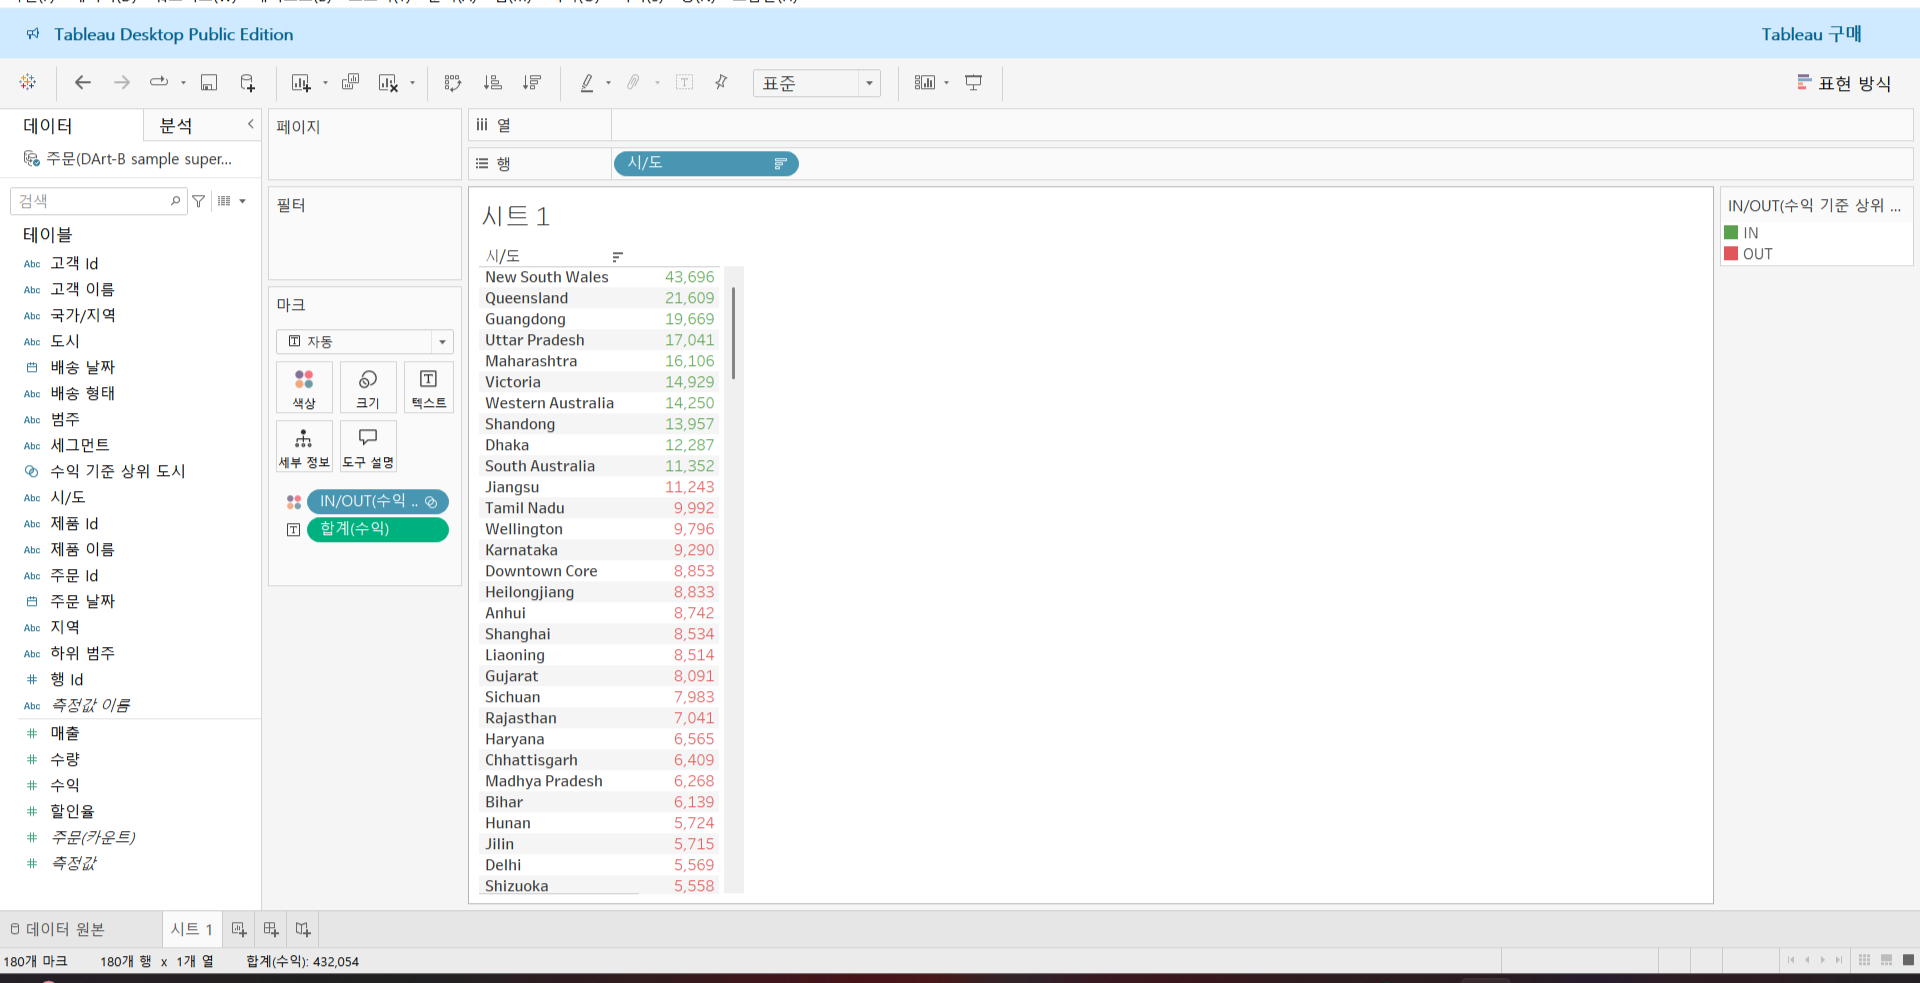 Tableau Desktop Public Edition
Tableau 구매
표준
표현 방식
데이터
분석
주문(DArt-B sample super...
검색
테이블
Abc 고객 Id
Abc 고객 이름
Abc 국가/지역
Abc 도시
배송 날짜
Abc 배송 형태
Abc 범주
Abc 세그먼트
수익 기준 상위 도시
Abc 시/도
Abc 제품 Id
Abc 제품 이름
Abc 주문 Id
주문 날짜
Abc 지역
Abc 하위 범주
# 행 Id
Abc 측정값 이름
# 매출
# 수량
# 수익
# 할인율
# 주문(카운트)
# 측정값
페이지
필터
마크
자동
색상
크기
텍스트
세부 정보
도구 설명
IN/OUT(수익 ..
합계(수익)
열
행
시/도
시트 1
시/도
New South Wales 43,696
Queensland 21,609
Guangdong 19,669
Uttar Pradesh 17,041
Maharashtra 16,106
Victoria 14,929
Western Australia 14,250
Shandong 13,957
Dhaka 12,287
South Australia 11,352
Jiangsu 11,243
Tamil Nadu 9,992
Wellington 9,796
Karnataka 9,290
Downtown Core 8,853
Heilongjiang 8,833
Anhui 8,742
Shanghai 8,534
Liaoning 8,514
Gujarat 8,091
Sichuan 7,983
Rajasthan 7,041
Haryana 6,565
Chhattisgarh 6,409
Madhya Pradesh 6,268
Bihar 6,139
Hunan 5,724
Jilin 5,715
Delhi 5,569
Shizuoka 5,558
IN/OUT(수익 기준 상위 ...
IN
OUT
데이터 원본
시트 1
180개 마크
180개 행 x 1개 열
합계(수익): 432,054